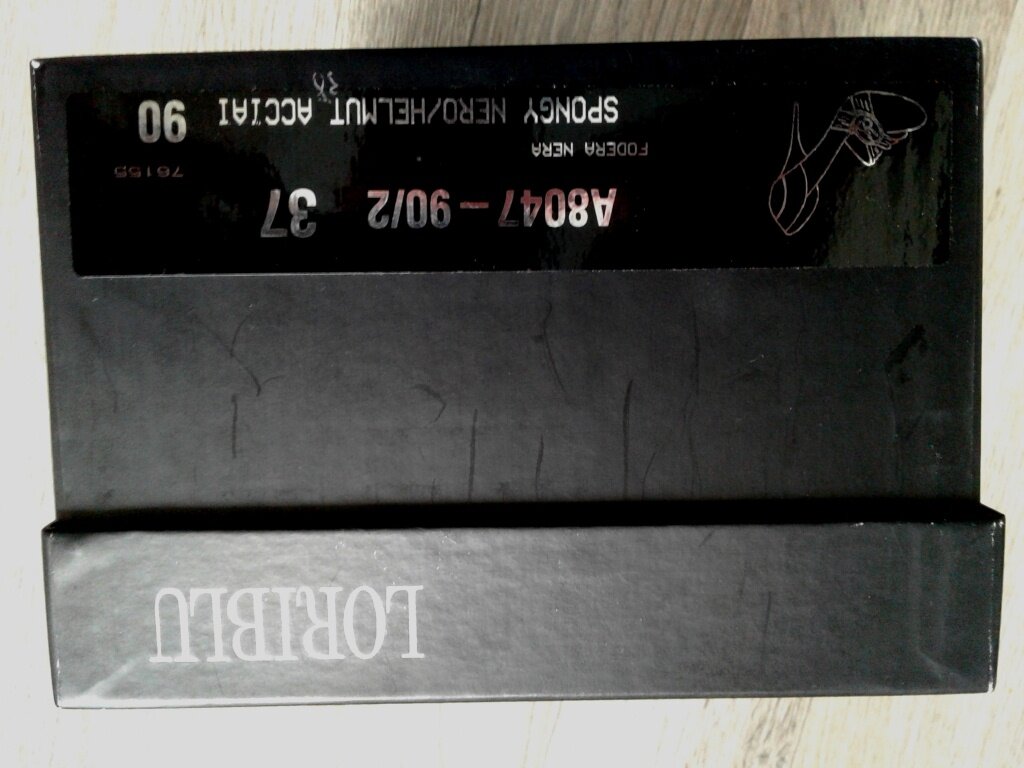 LORIBLU
A8047 – 90/2 37
76155
FODERA NERA
SPONGY NERO/HELMUT ACCIAI 90